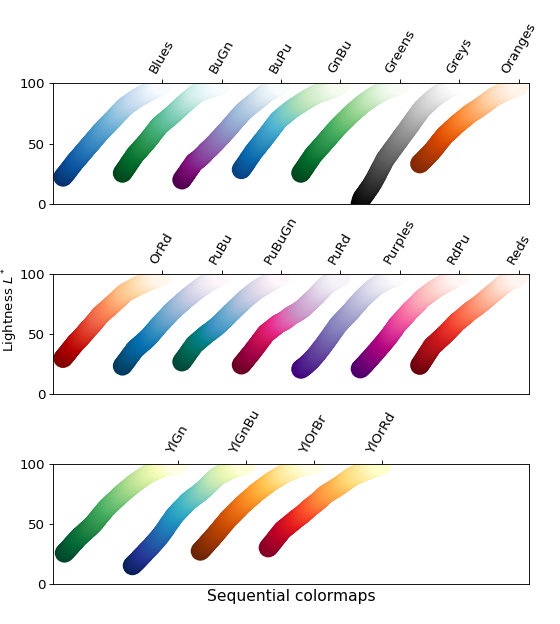 Blues BuGn BuPu GnBu Greens Greys Oranges
100
50
0
OrRd PuBu PuBuGn PuRd Purples RdPu Reds
100
50
0
Lightness L*
YlGn YlGnBu YlOrBr YlOrRd
100
50
0
Sequential colormaps